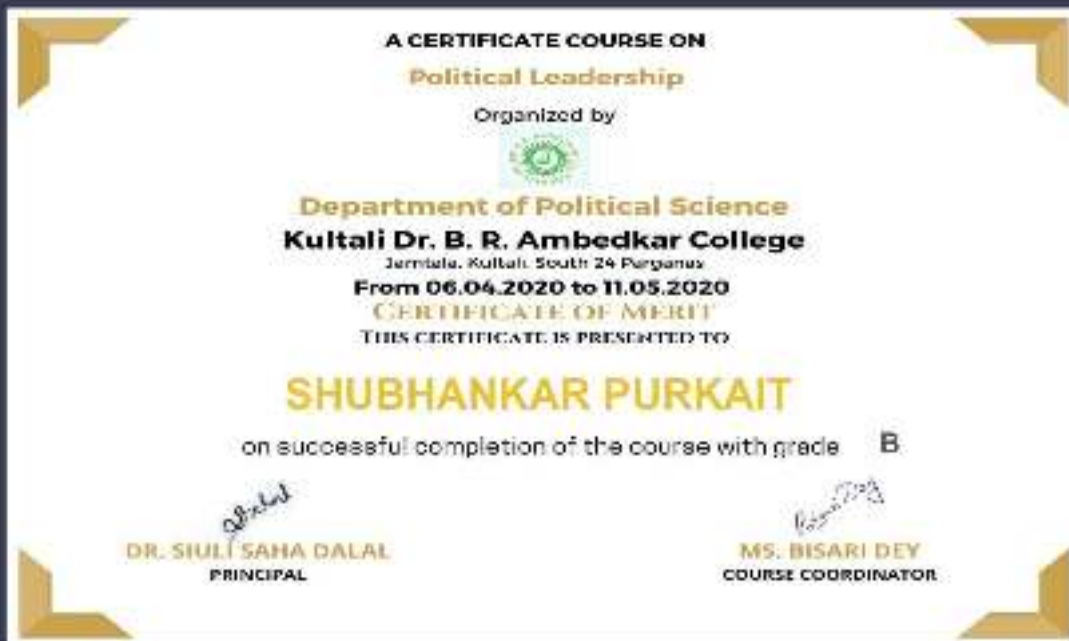 A CERTIFICATE COURSE ON
Political Leadership
Organized by
Department of Political Science
Kultali Dr. B. R. Ambedkar College
Jamtala, Kultali, South 24 Parganas
From 06.04.2020 to 11.05.2020
CERTIFICATE OF MERIT
THIS CERTIFICATE IS PRESENTED TO
SHUBHANKAR PURKAIT
on successful completion of the course with grade B
DR. SIULI SAHA DALAL
PRINCIPAL
MS. BISARI DEY
COURSE COORDINATOR